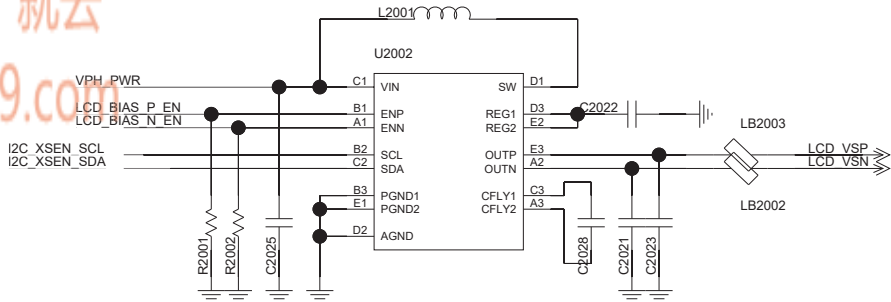 就去
9.com
L2001
U2002
VPH_PWR
C1
VIN
SW
D1
LCD_BIAS_P_EN
B1
ENP
REG1
D3
C2022
LCD_BIAS_N_EN
A1
ENN
REG2
E2
LB2003
I2C_XSEN_SCL
B2
SCL
OUTP
E3
LCD_VSP
I2C_XSEN_SDA
C2
SDA
OUTN
A2
LCD_VSN
B3
PGND1
CFLY1
C3
E1
PGND2
CFLY2
A3
LB2002
D2
AGND
R2001
R2002
C2025
C2028
C2021
C2023